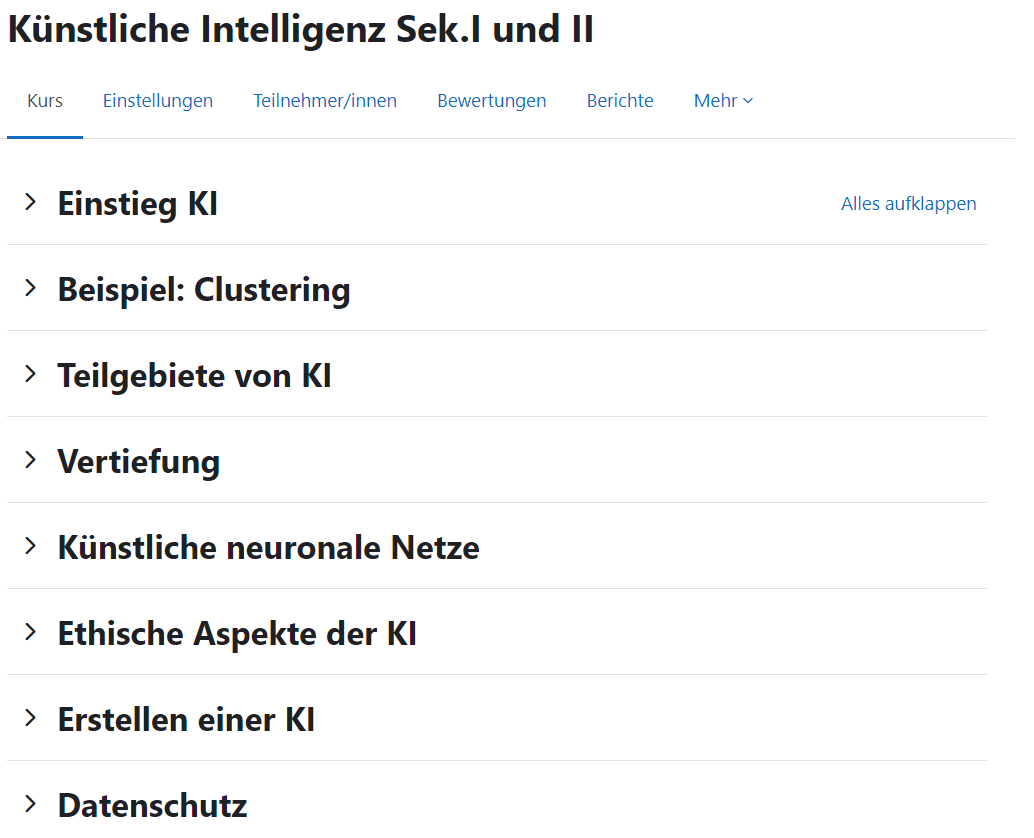 Künstliche Intelligenz Sek.I und II
Kurs Einstellungen Teilnehmer/innen Bewertungen Berichte Mehr
Einstieg KI Alles aufklappen
Beispiel: Clustering
Teilgebiete von KI
Vertiefung
Künstliche neuronale Netze
Ethische Aspekte der KI
Erstellen einer KI
Datenschutz